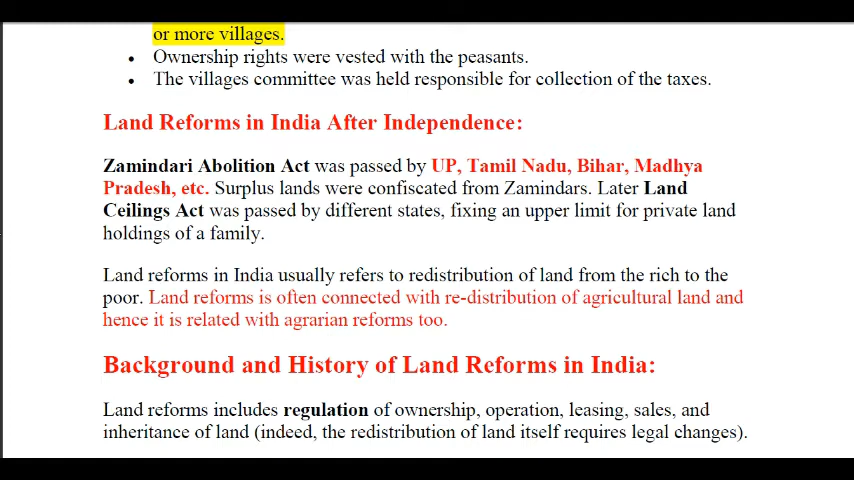 or more villages.
• Ownership rights were vested with the peasants.
• The villages committee was held responsible for collection of the taxes.
Land Reforms in India After Independence:
Zamindari Abolition Act was passed by UP, Tamil Nadu, Bihar, Madhya
Pradesh, etc. Surplus lands were confiscated from Zamindars. Later Land
Ceilings Act was passed by different states, fixing an upper limit for private land
holdings of a family.
Land reforms in India usually refers to redistribution of land from the rich to the
poor. Land reforms is often connected with re-distribution of agricultural land and
hence it is related with agrarian reforms too.
Background and History of Land Reforms in India:
Land reforms includes regulation of ownership, operation, leasing, sales, and
inheritance of land (indeed, the redistribution of land itself requires legal changes).